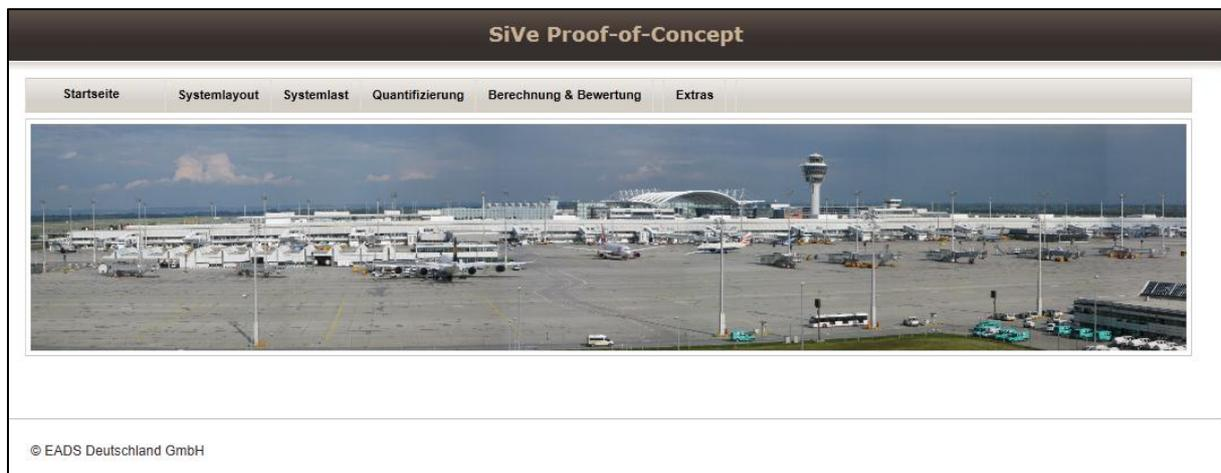 SiVe Proof-of-Concept
Startseite Systemlayout Systemlast Quantifizierung Berechnung & Bewertung Extras
© EADS Deutschland GmbH